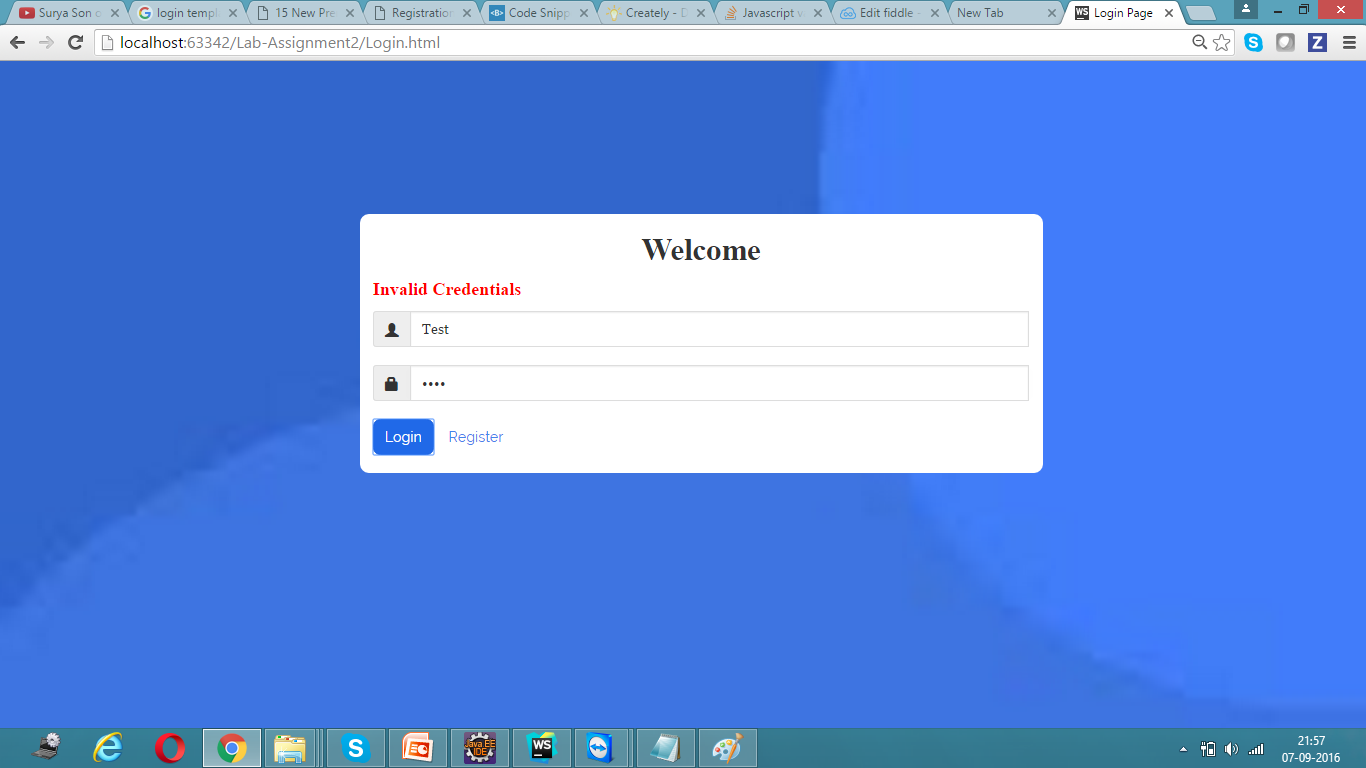 Surya Son o
login templ
15 New Pre
Registration
Code Snipp
Creately - D
Javascript v
Edit fiddle -
New Tab
WS Login Page
localhost:63342/Lab-Assignment2/Login.html
Welcome
Invalid Credentials
Test
••••
Login Register
Java EE
IDE
WS
21:57
07-09-2016